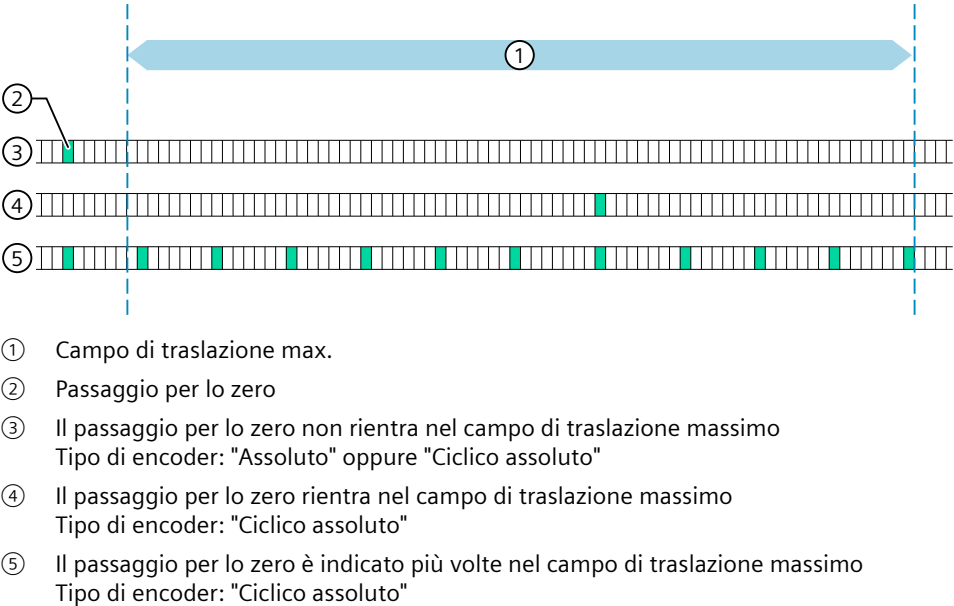 ①
②
③
④
⑤
① Campo di traslazione max.
② Passaggio per lo zero
③ Il passaggio per lo zero non rientra nel campo di traslazione massimo
Tipo di encoder: "Assoluto" oppure "Ciclico assoluto"
④ Il passaggio per lo zero rientra nel campo di traslazione massimo
Tipo di encoder: "Ciclico assoluto"
⑤ Il passaggio per lo zero è indicato più volte nel campo di traslazione massimo
Tipo di encoder: "Ciclico assoluto"